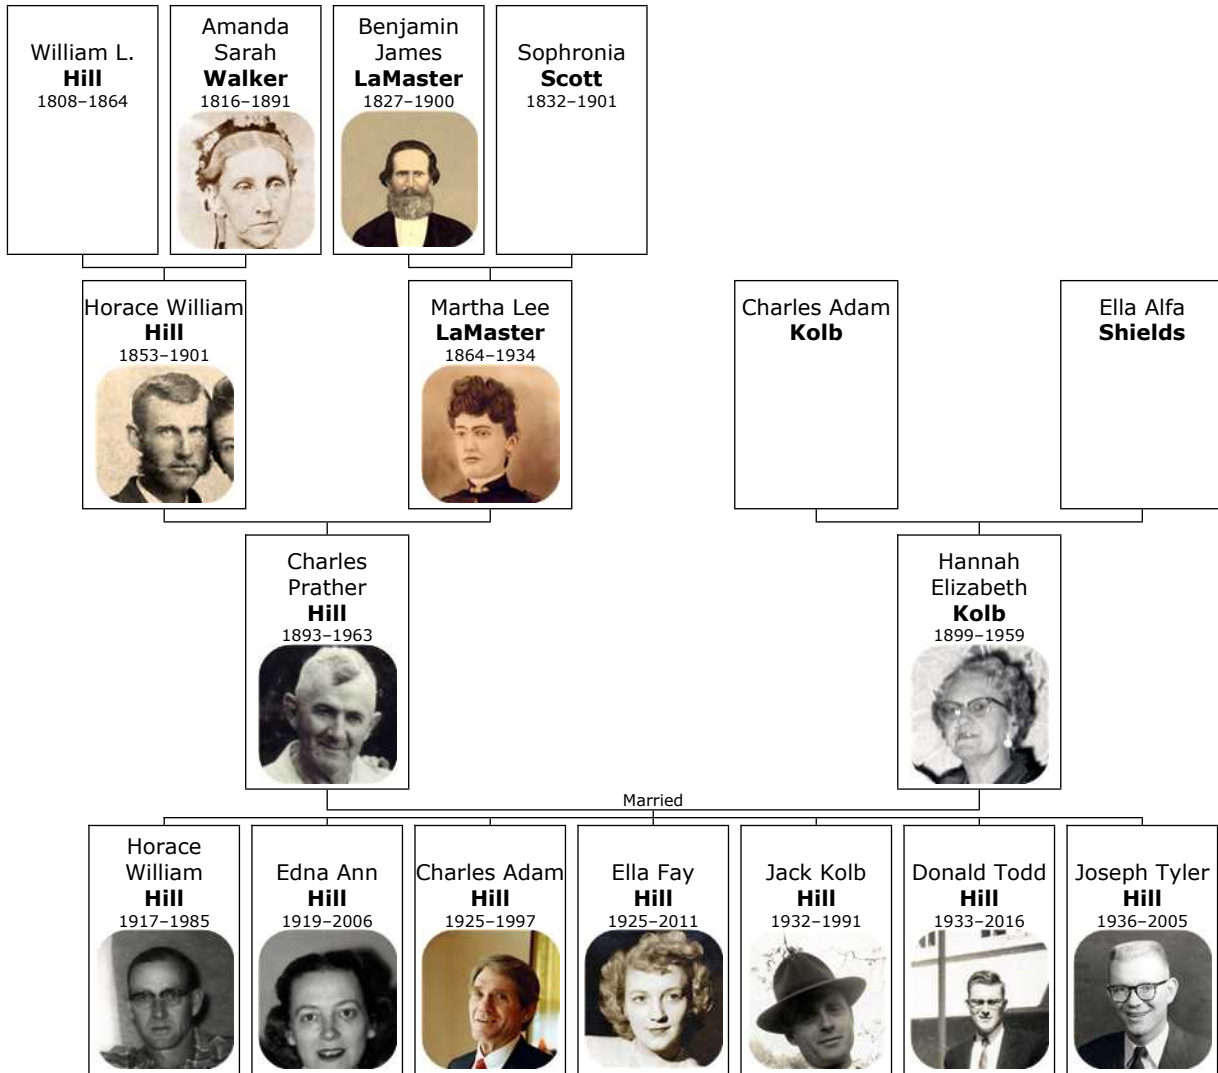 William L.
Hill
1808–1864
Amanda
Sarah
Walker
1816–1891
Benjamin
James
LaMaster
1827–1900
Sophronia
Scott
1832–1901
Horace William
Hill
1853–1901
Martha Lee
LaMaster
1864–1934
Charles Adam
Kolb
Ella Alfa
Shields
Charles
Prather
Hill
1893–1963
Hannah
Elizabeth
Kolb
1899–1959
Married
Horace
William
Hill
1917–1985
Edna Ann
Hill
1919–2006
Charles Adam
Hill
1925–1997
Ella Fay
Hill
1925–2011
Jack Kolb
Hill
1932–1991
Donald Todd
Hill
1933–2016
Joseph Tyler
Hill
1936–2005